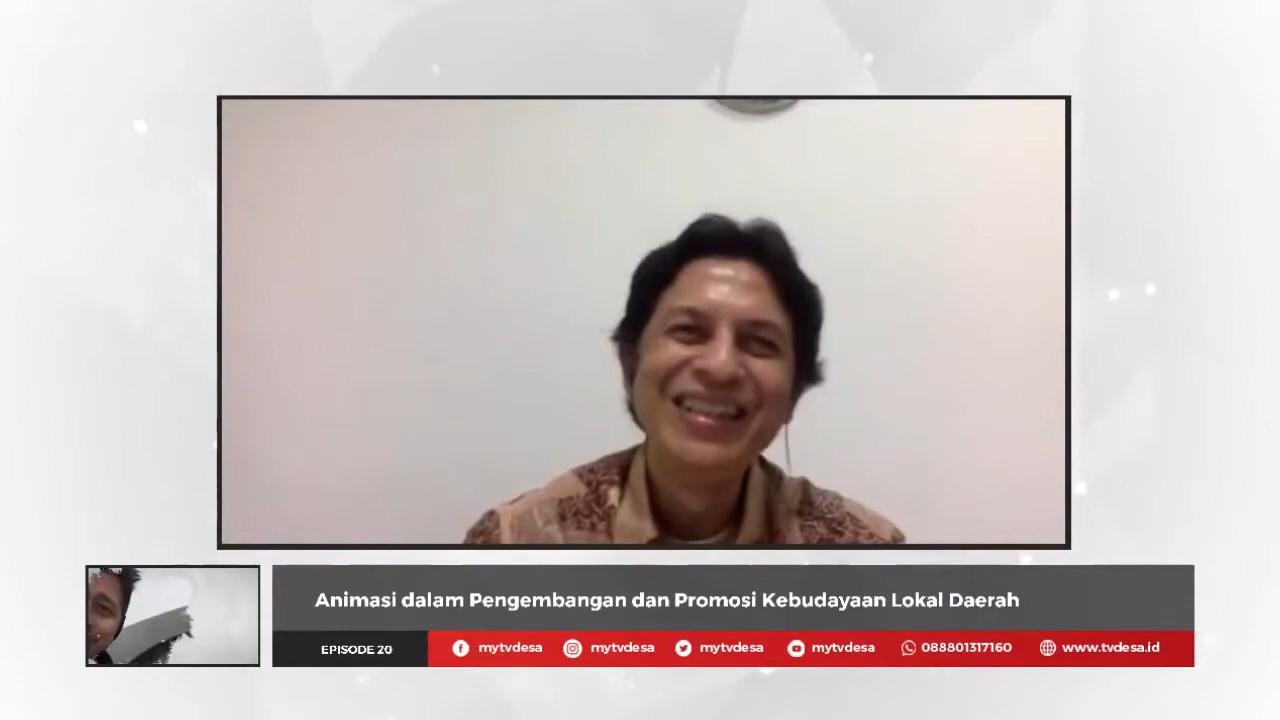 Animasi dalam Pengembangan dan Promosi Kebudayaan Lokal Daerah
EPISODE 20 mytvdesa mytvdesa mytvdesa mytvdesa 088801317160 www.tvdesa.id